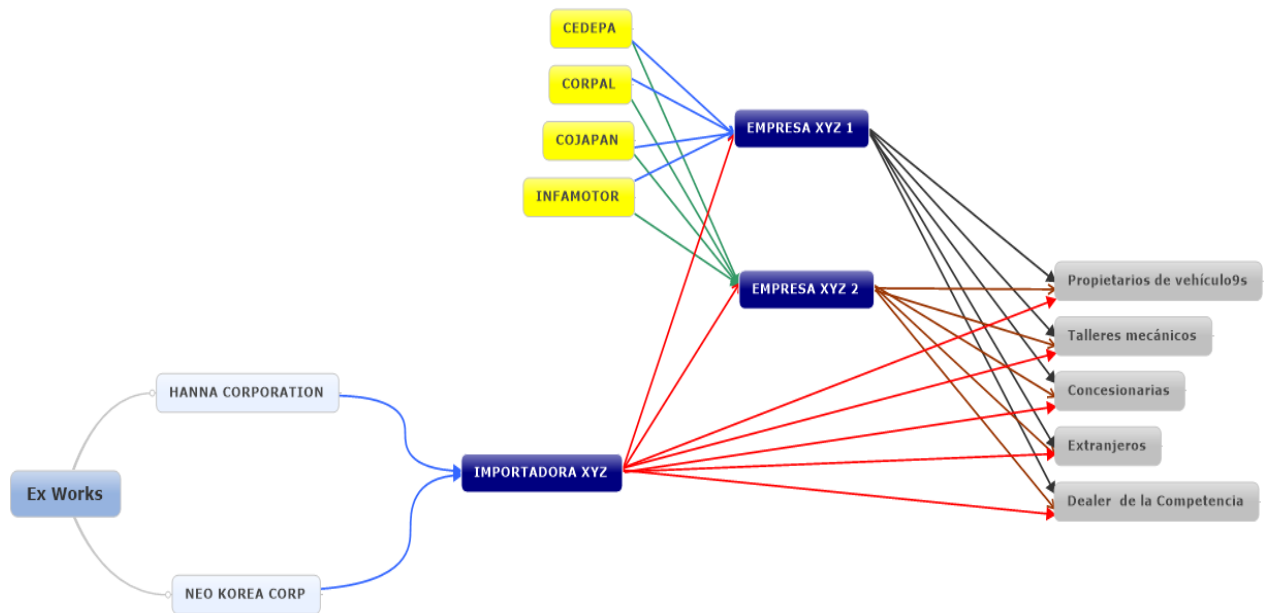 CEDEPA
CORPAL
COJAPAN
INFAMOTOR
EMPRESA XYZ 1
EMPRESA XYZ 2
Propietarios de vehículo9s
Talleres mecánicos
Concesionarias
Extranjeros
Dealer de la Competencia
HANNA CORPORATION
IMPORTADORA XYZ
Ex Works
NEO KOREA CORP